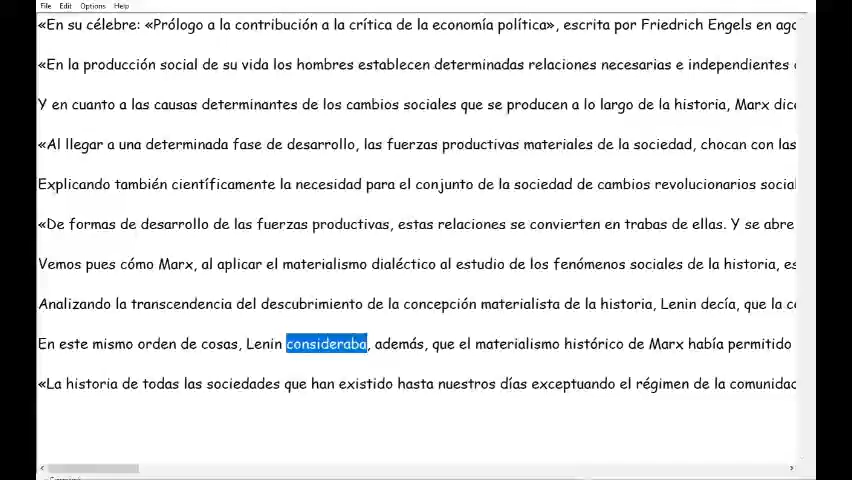 File Edit Options Help
«En su célebre: «Prólogo a la contribución a la crítica de la economía política», escrita por Friedrich Engels en ago
«En la producción social de su vida los hombres establecen determinadas relaciones necesarias e independientes
Y en cuanto a las causas determinantes de los cambios sociales que se producen a lo largo de la historia, Marx dice
«Al llegar a una determinada fase de desarrollo, las fuerzas productivas materiales de la sociedad, chocan con las
Explicando también científicamente la necesidad para el conjunto de la sociedad de cambios revolucionarios social
«De formas de desarrollo de las fuerzas productivas, estas relaciones se convierten en trabas de ellas. Y se abre
Vemos pues cómo Marx, al aplicar el materialismo dialéctico al estudio de los fenómenos sociales de la historia, es
Analizando la transcendencia del descubrimiento de la concepción materialista de la historia, Lenin decía, que la
En este mismo orden de cosas, Lenin consideraba, además, que el materialismo histórico de Marx había permitido
«La historia de todas las sociedades que han existido hasta nuestros días exceptuando el régimen de la comunidad